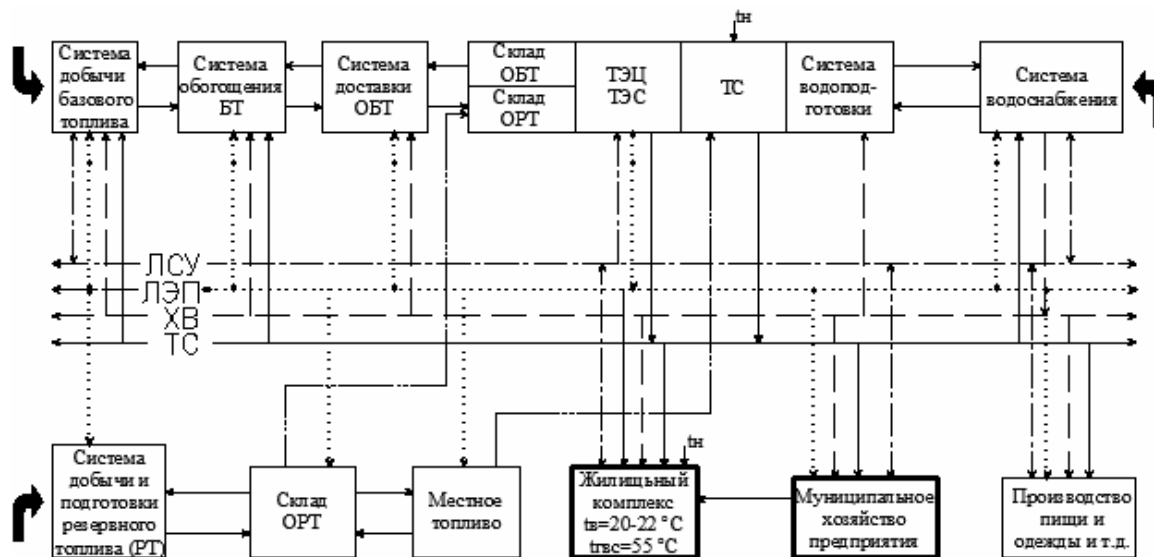 tн
Система
добычи
базового
топлива
Система
обогощения
БТ
Система
доставки
ОБТ
Склад
ОБТ
Склад
ОРТ
ТЭЦ
ТЭС
ТС
Система
водопод-
готовки
Система
водоснабжения
ЛСУ
ЛЭП
ХВ
ТС
tн
Система
добычи и
подготовки
резервного
топлива (РТ)
Склад
ОРТ
Местное
топливо
Жилищьный
комплекс
tв=20-22 °С
tгвс=55 °С
Муниципальное
хозяйство
предприятия
Производство
пищи и
одежды и т.д.